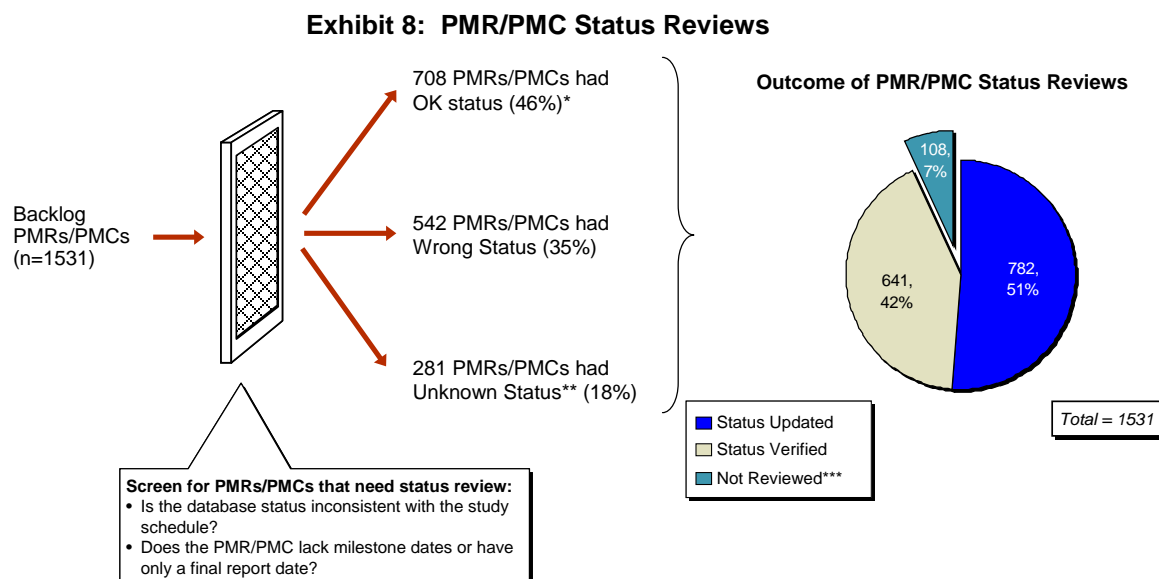 Exhibit 8: PMR/PMC Status Reviews
Backlog
PMRs/PMCs
(n=1531)
708 PMRs/PMCs had
OK status (46%)*
542 PMRs/PMCs had
Wrong Status (35%)
281 PMRs/PMCs had
Unknown Status** (18%)
Screen for PMRs/PMCs that need status review:
• Is the database status inconsistent with the study
schedule?
• Does the PMR/PMC lack milestone dates or have
only a final report date?
Outcome of PMR/PMC Status Reviews
108,
7%
641,
42%
782,
51%
Status Updated
Status Verified
Not Reviewed***
Total = 1531